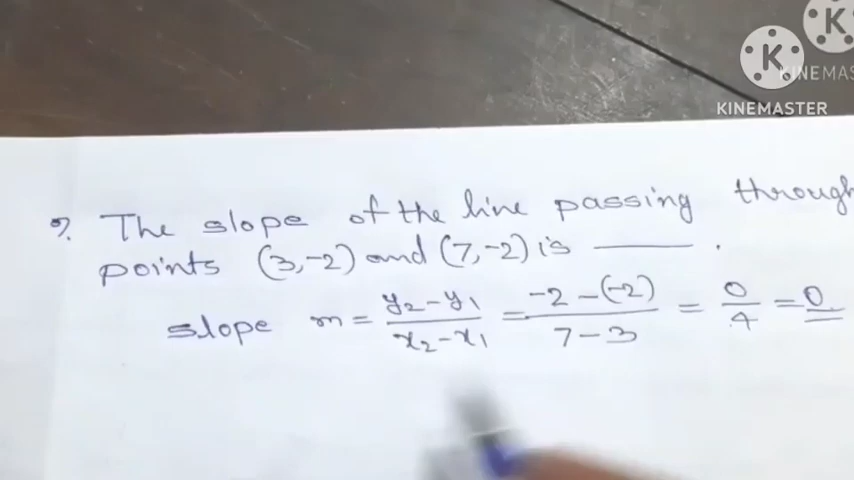 KINEMASTER
KINEMAS
?. The slope of the line passing through
points (3,-2) and (7,-2) is ______ .
slope m = y₂-y₁/x₂-x₁ = -2-(-2)/7-3 = 0/4 = 0